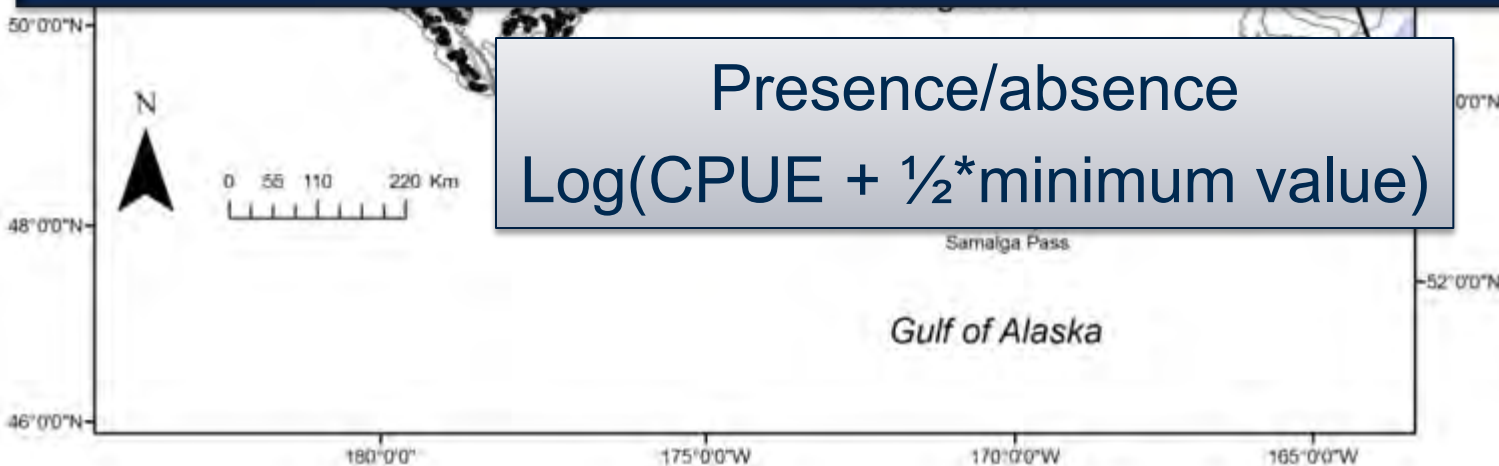 50°0'0"N
Presence/absence
Log(CPUE + ½*minimum value)
0'0"N
N
0 55 110 220 Km
48°0'0"N
Samalga Pass
52°0'0"N
Gulf of Alaska
46°0'0"N
180°0'0" 175°0'0"W 170°0'0"W 165°0'0"W